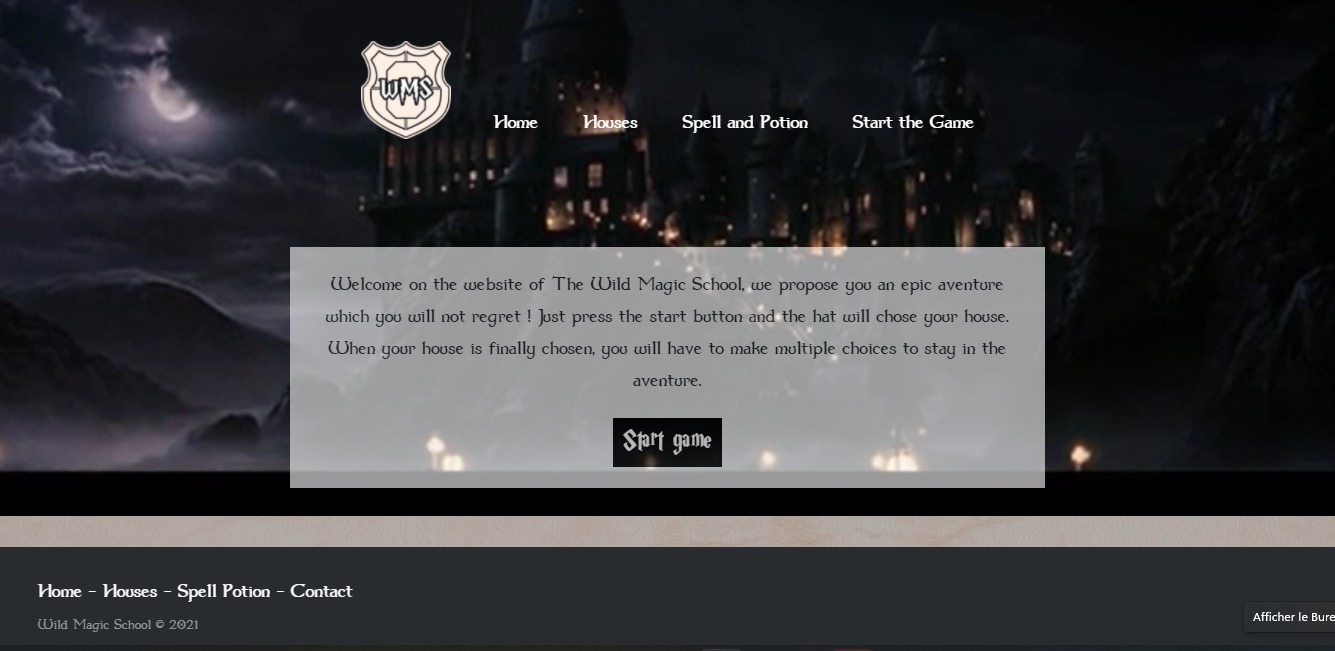 WMS
Home Houses Spell and Potion Start the Game
Welcome on the website of The Wild Magic School, we propose you an epic aventure
which you will not regret ! Just press the start button and the hat will chose your house.
When your house is finally chosen, you will have to make multiple choices to stay in the
aventure.
Start game
Home - Houses - Spell Potion - Contact
Wild Magic School © 2021
Afficher le Bure